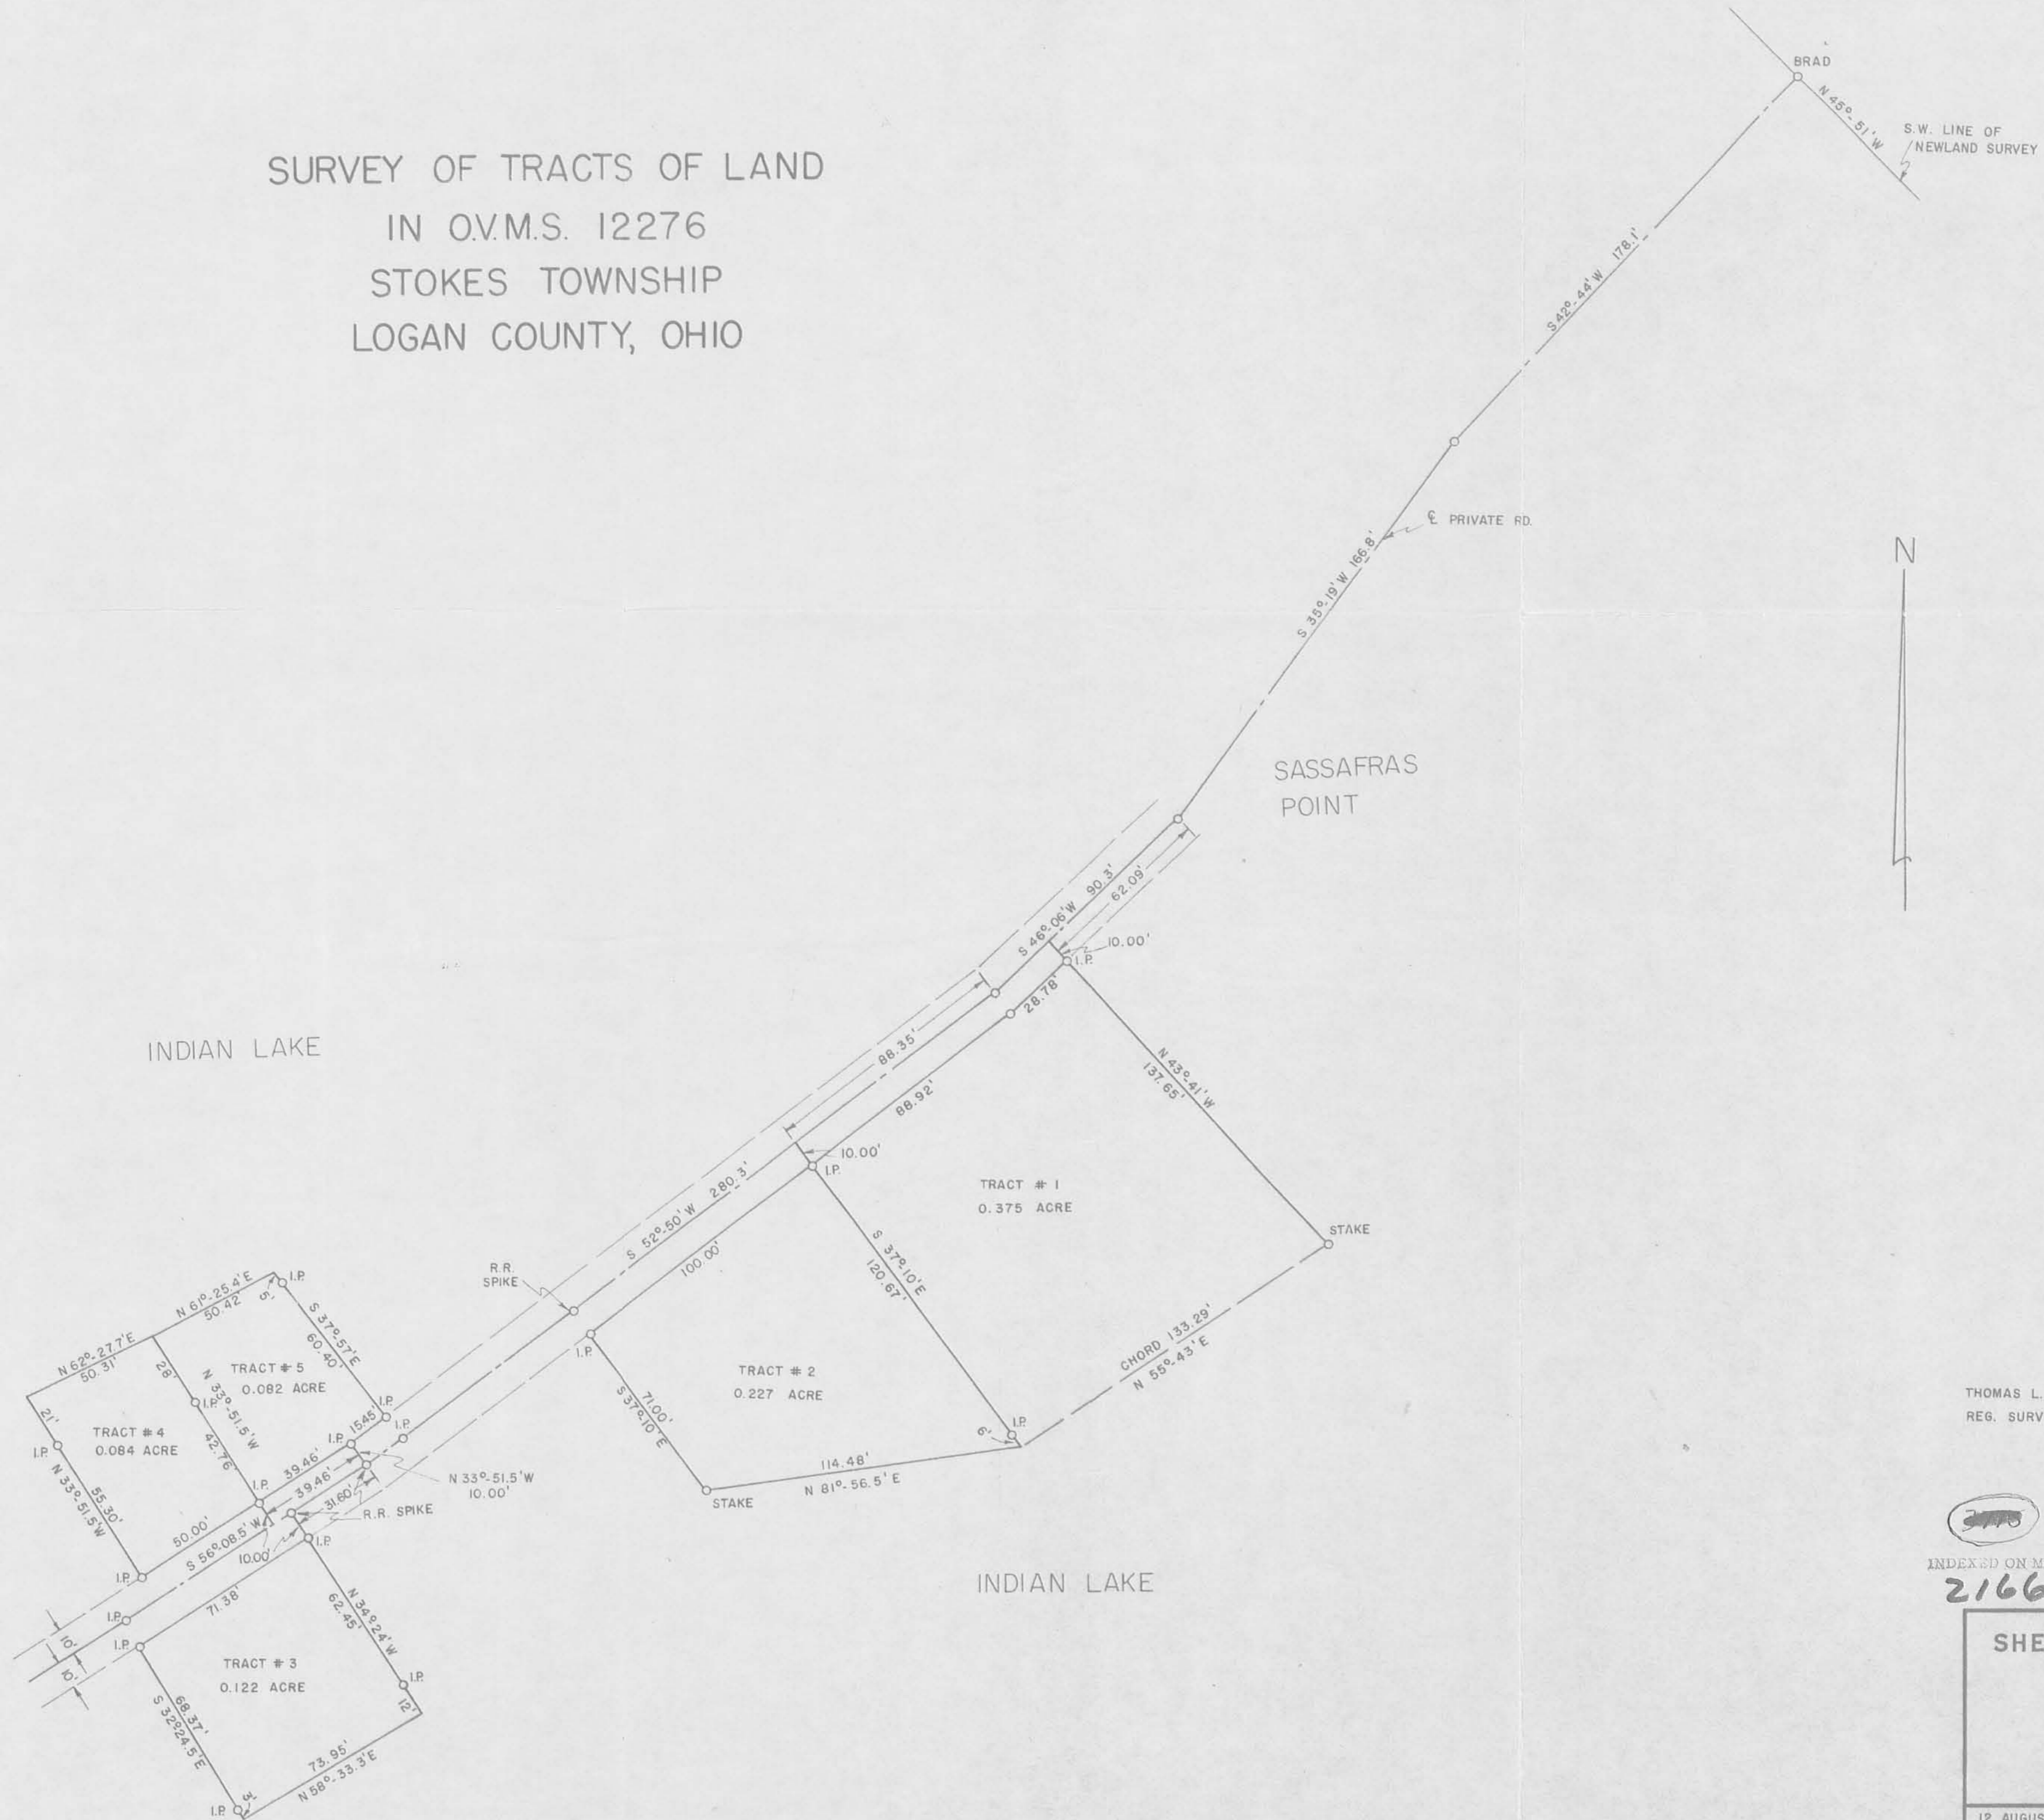 SURVEY OF TRACTS OF LAND
IN O.V.M.S. 12276
STOKES TOWNSHIP
LOGAN COUNTY, OHIO
BRAD
N 45°-51'W
S.W. LINE OF
NEWLAND SURVEY
S 42°-44'W 178.1'
℄ PRIVATE RD.
S 35°-19'W 166.8'
N
SASSAFRAS
POINT
S 46°-06'W 90.3'
62.09'
10.00'
I.P.
28.78'
INDIAN LAKE
88.35'
88.92'
N 43°-41'W
137.65'
10.00'
I.P.
S 52°-50'W 280.3'
100.00'
TRACT # 1
0.375 ACRE
S 37°-10'E
120.67'
STAKE
R.R.
SPIKE
I.P.
CHORD 133.29'
N 55°-43'E
TRACT # 2
0.227 ACRE
71.00'
S 37°-10'E
I.P.
6'
114.48'
N 81°-56.5'E
STAKE
N 61°-25.4'E
50.42'
5'
I.P.
S 37°-57'E
60.40'
N 62°-27.7'E
50.31'
28'
TRACT # 5
0.082 ACRE
I.P.
N 33°-51.5'W
42.76'
21'
I.P.
TRACT # 4
0.084 ACRE
N 33°-51.5'W
55.30'
I.P.
15.45'
I.P.
I.P.
39.46'
39.46'
31.60'
N 33°-51.5'W
10.00'
I.P.
R.R. SPIKE
50.00'
S 56°-08.5'W
10.00'
I.P.
I.P.
I.P.
I.P.
71.38'
10'
10'
N 34°24'W
62.45'
TRACT # 3
0.122 ACRE
I.P.
12'
68.37'
S 32°24.5'E
73.95'
N 58°-33.3'E
3'
I.P.
INDIAN LAKE
THOMAS L.
REG. SURV
INDEXED ON M
2166
SHE
12 AUGUS